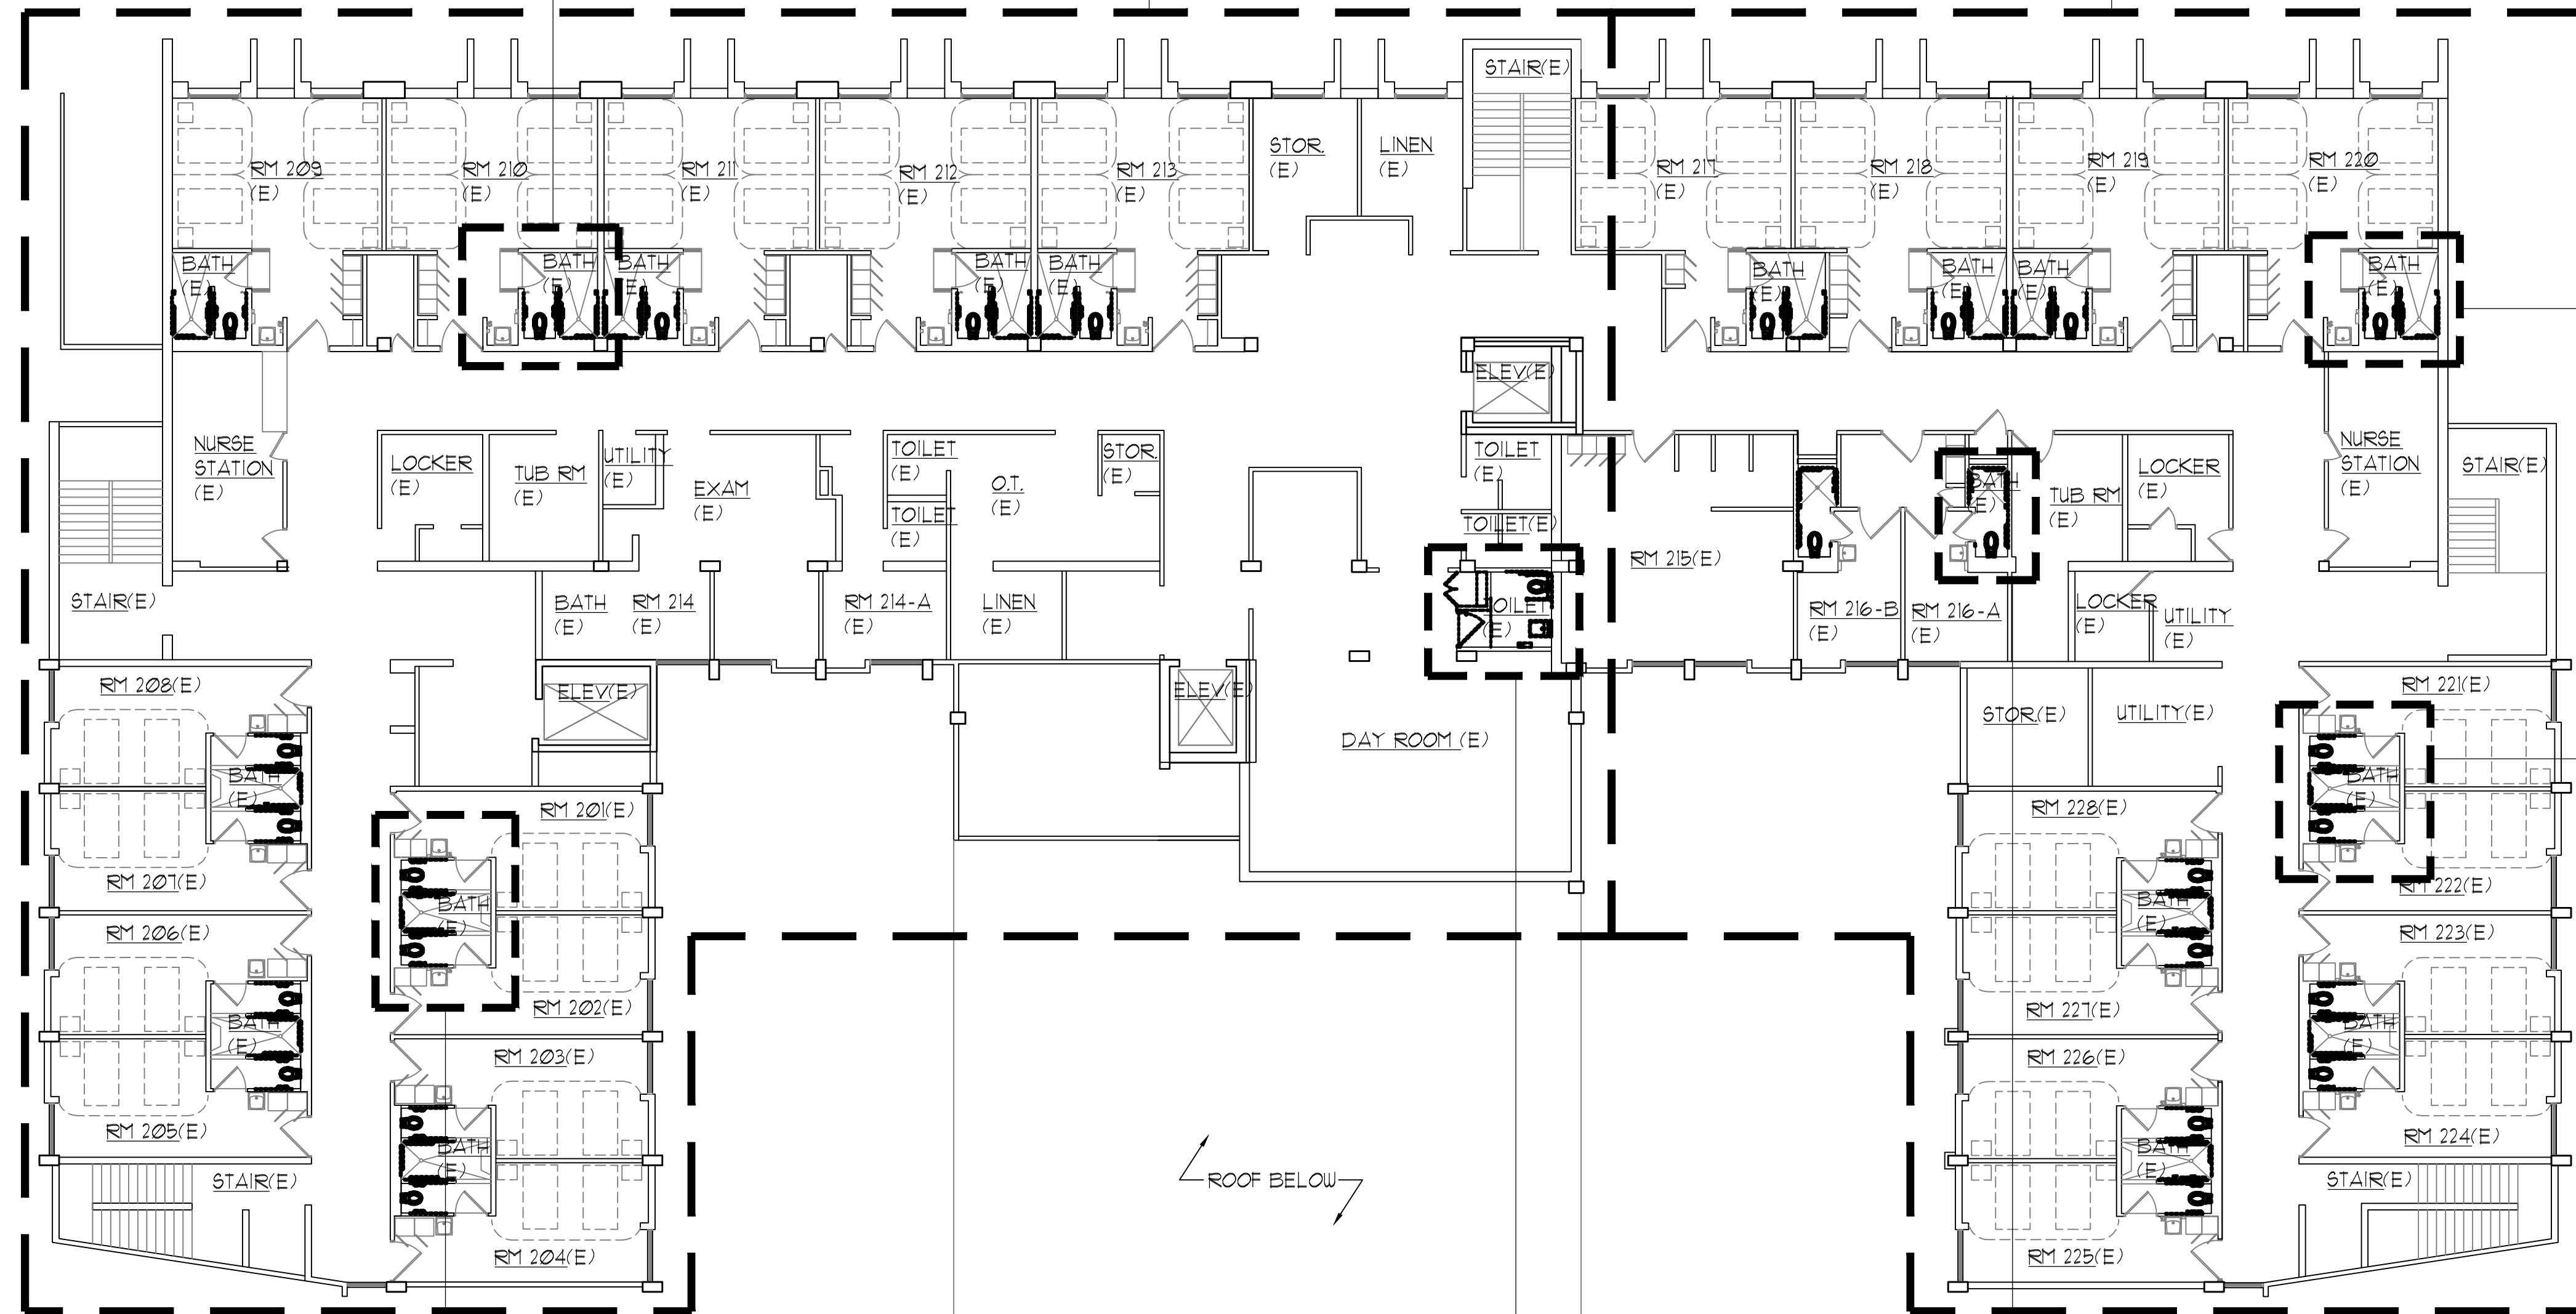 STAIR(E)
RM 209
(E)
RM 210
(E)
RM 211
(E)
RM 212
(E)
RM 213
(E)
STOR.
(E)
LINEN
(E)
RM 217
(E)
RM 218
(E)
RM 219
(E)
RM 220
(E)
BATH
(E)
BATH
(E)
BATH
(E)
BATH
(E)
BATH
(E)
BATH
(E)
BATH
(E)
BATH
(E)
BATH
(E)
ELEV(E)
NURSE
STATION
(E)
LOCKER
(E)
TUB RM
(E)
UTILITY
(E)
EXAM
(E)
TOILET
(E)
TOILET
(E)
O.T.
(E)
STOR.
(E)
TOILET
(E)
TOILET(E)
RM 215(E)
BATH
(E)
TUB RM
(E)
LOCKER
(E)
NURSE
STATION
(E)
STAIR(E)
STAIR(E)
BATH
(E)
RM 214
(E)
RM 214-A
(E)
LINEN
(E)
TOILET
(E)
RM 216-B
(E)
RM 216-A
(E)
LOCKER
(E)
UTILITY
(E)
RM 208(E)
ELEV(E)
ELEV(E)
DAY ROOM (E)
STOR.(E)
UTILITY(E)
RM 221(E)
BATH
(E)
RM 207(E)
RM 201(E)
BATH
(E)
RM 202(E)
RM 228(E)
BATH
(E)
RM 227(E)
BATH
(E)
RM 222(E)
RM 206(E)
BATH
(E)
RM 205(E)
RM 203(E)
BATH
(E)
RM 204(E)
RM 226(E)
BATH
(E)
RM 225(E)
RM 223(E)
BATH
(E)
RM 224(E)
STAIR(E)
ROOF BELOW
STAIR(E)